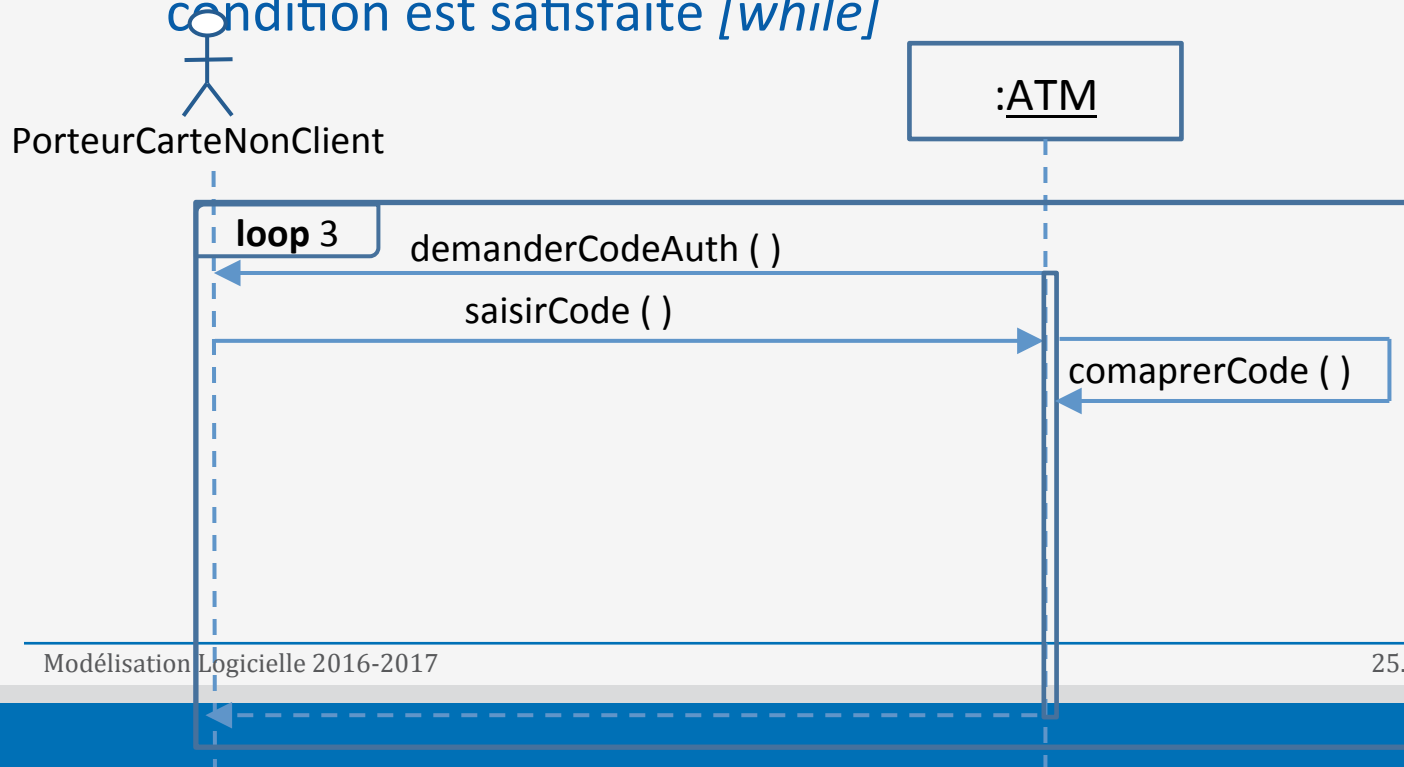 condition est satisfaite [while]
:ATM
PorteurCarteNonClient
loop 3
demanderCodeAuth ( )
saisirCode ( )
comaprerCode ( )
Modélisation Logicielle 2016-2017
25.